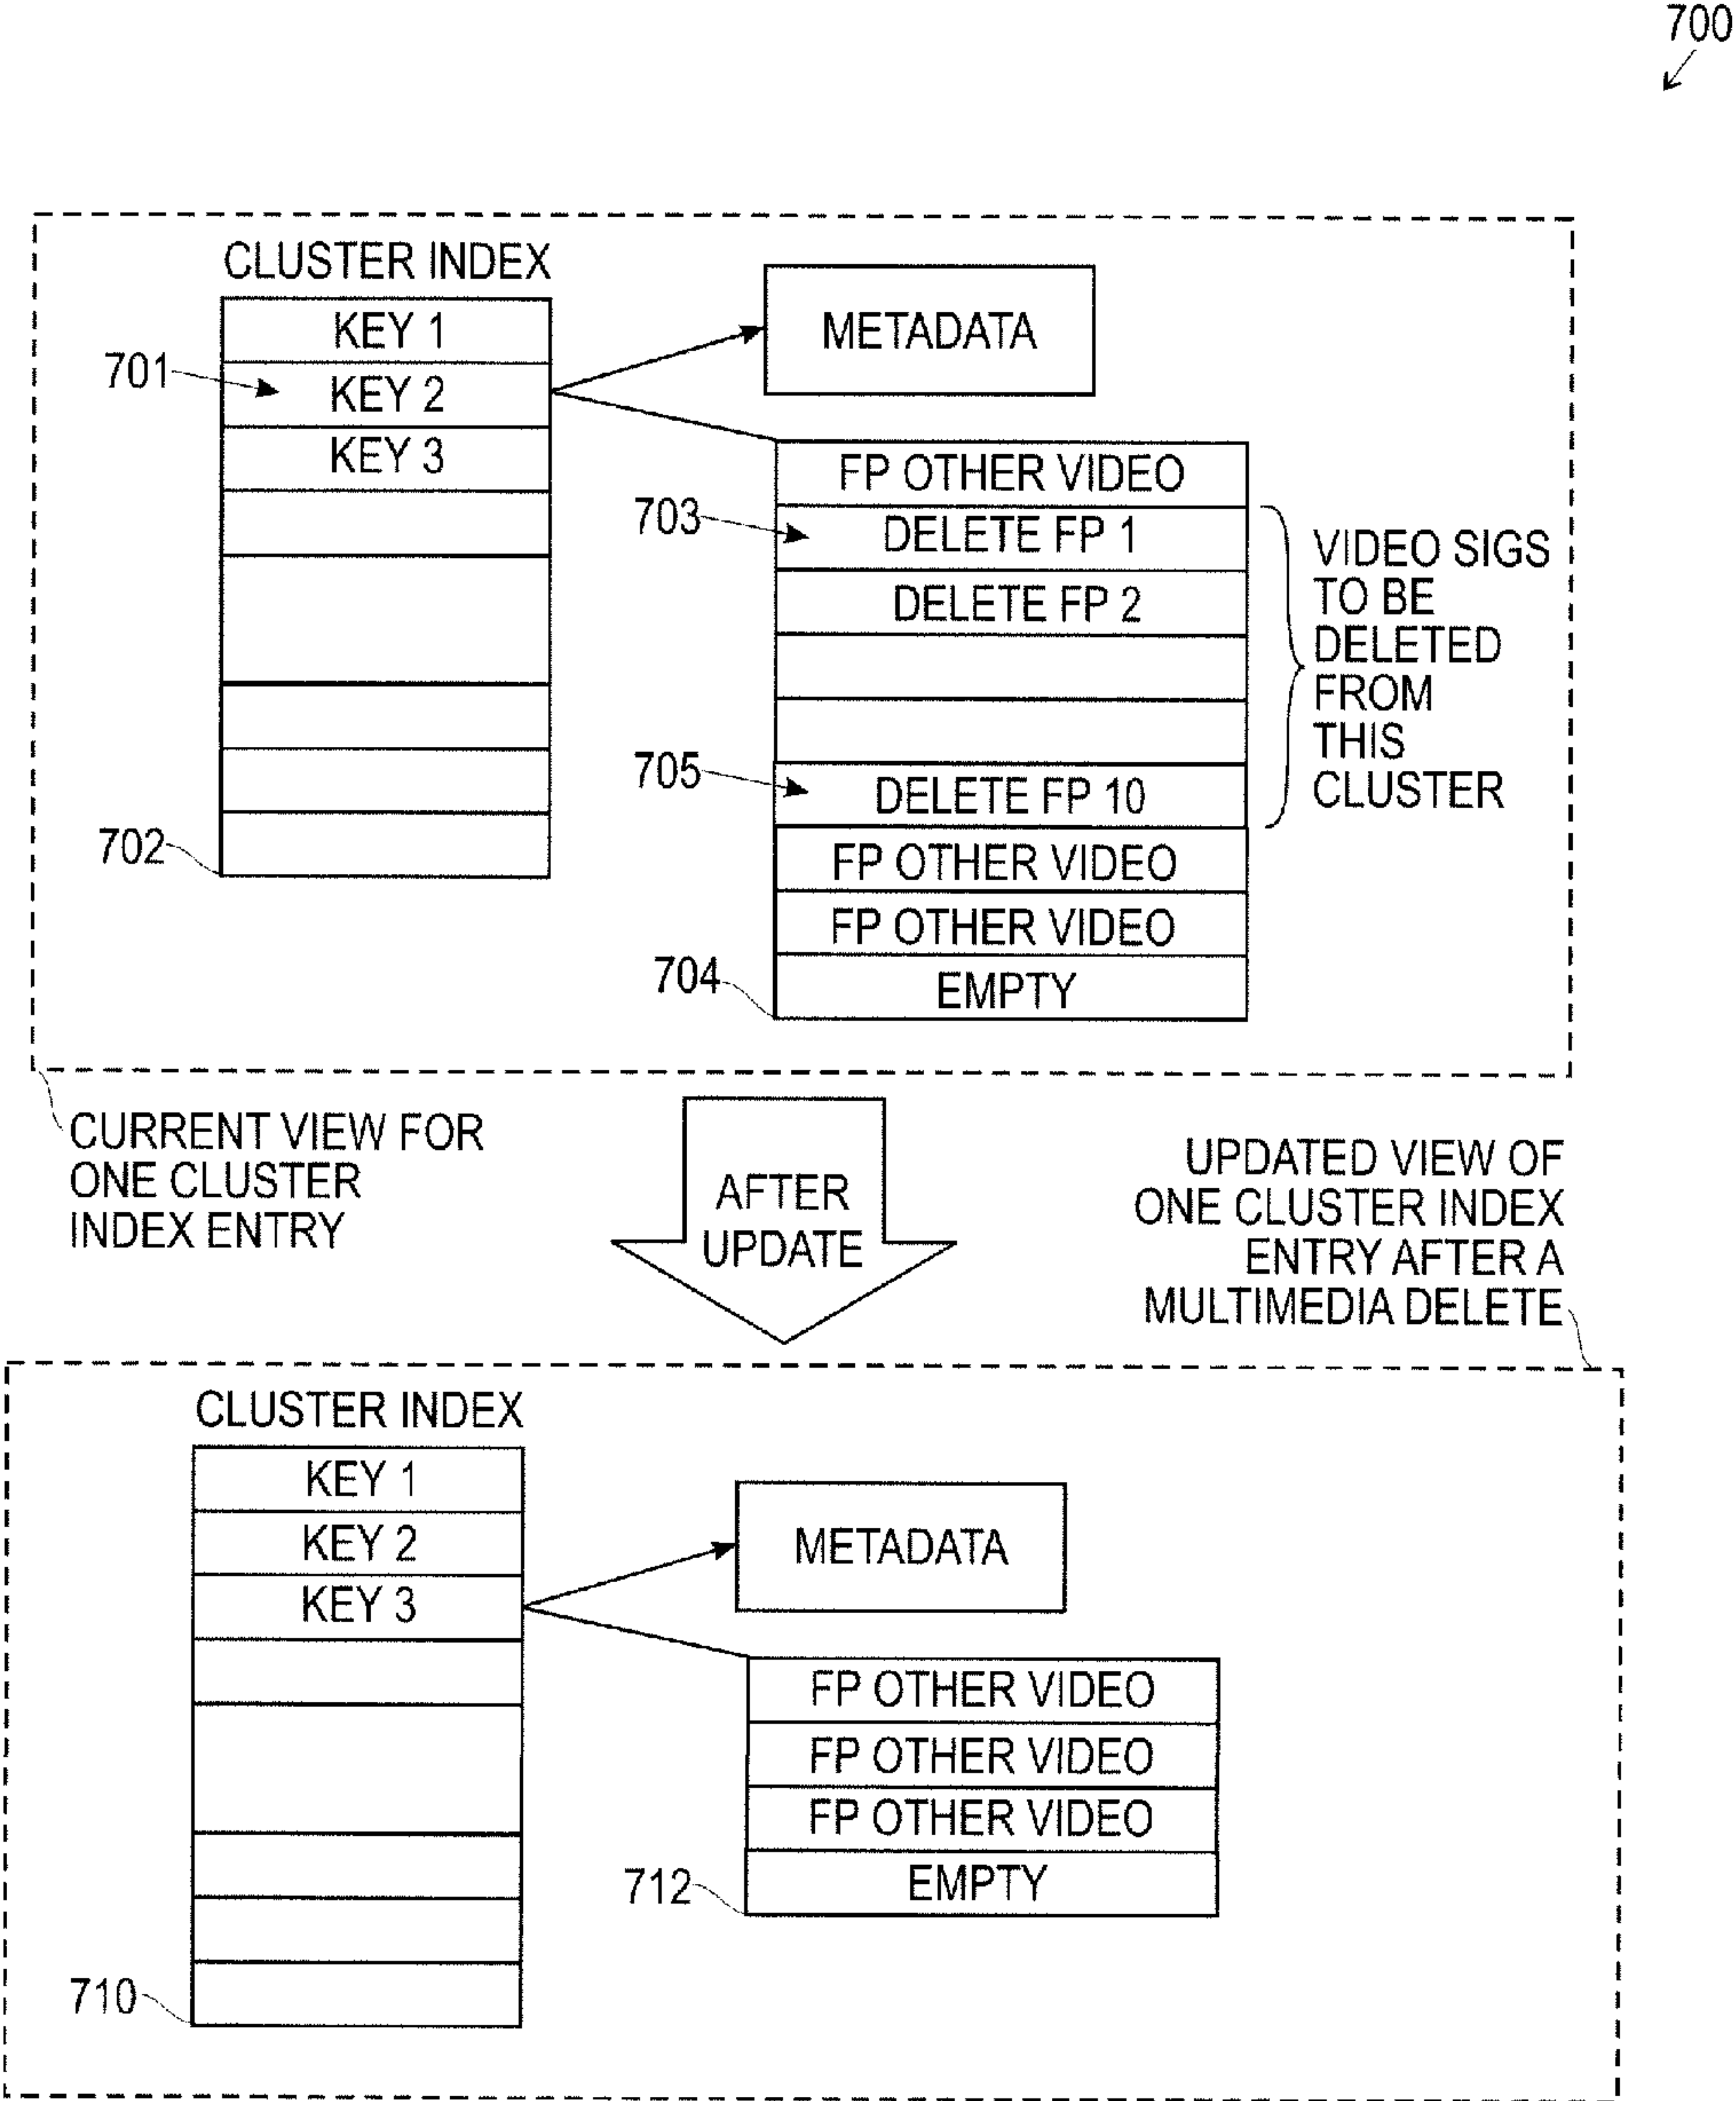 700
CLUSTER INDEX
KEY 1
701
KEY 2
KEY 3
702
METADATA
FP OTHER VIDEO
703
DELETE FP 1
DELETE FP 2
705
DELETE FP 10
FP OTHER VIDEO
FP OTHER VIDEO
704
EMPTY
VIDEO SIGS
TO BE
DELETED
FROM
THIS
CLUSTER
CURRENT VIEW FOR
ONE CLUSTER
INDEX ENTRY
AFTER
UPDATE
UPDATED VIEW OF
ONE CLUSTER INDEX
ENTRY AFTER A
MULTIMEDIA DELETE
CLUSTER INDEX
KEY 1
KEY 2
KEY 3
710
METADATA
FP OTHER VIDEO
FP OTHER VIDEO
FP OTHER VIDEO
712
EMPTY